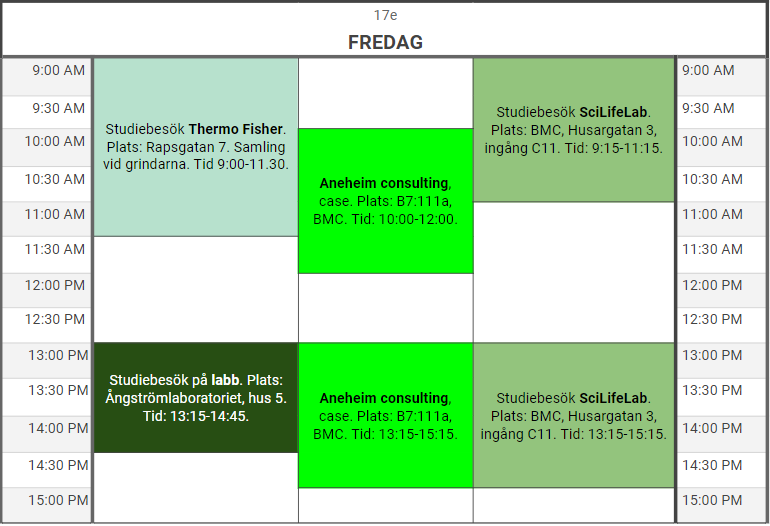 17e
FREDAG
9:00 AM
9:30 AM
10:00 AM
10:30 AM
11:00 AM
11:30 AM
12:00 PM
12:30 PM
13:00 PM
13:30 PM
14:00 PM
14:30 PM
15:00 PM
Studiebesök Thermo Fisher.
Plats: Rapsgatan 7. Samling
vid grindarna. Tid 9:00-11.30.
Studiebesök på labb. Plats:
Ångströmlaboratoriet, hus 5.
Tid: 13:15-14:45.
Aneheim consulting,
case. Plats: B7:111a,
BMC. Tid: 10:00-12:00.
Aneheim consulting,
case. Plats: B7:111a,
BMC. Tid: 13:15-15:15.
Studiebesök SciLifeLab.
Plats: BMC, Husargatan 3,
ingång C11. Tid: 9:15-11:15.
Studiebesök SciLifeLab.
Plats: BMC, Husargatan 3,
ingång C11. Tid: 13:15-15:15.
9:00 AM
9:30 AM
10:00 AM
10:30 AM
11:00 AM
11:30 AM
12:00 PM
12:30 PM
13:00 PM
13:30 PM
14:00 PM
14:30 PM
15:00 PM